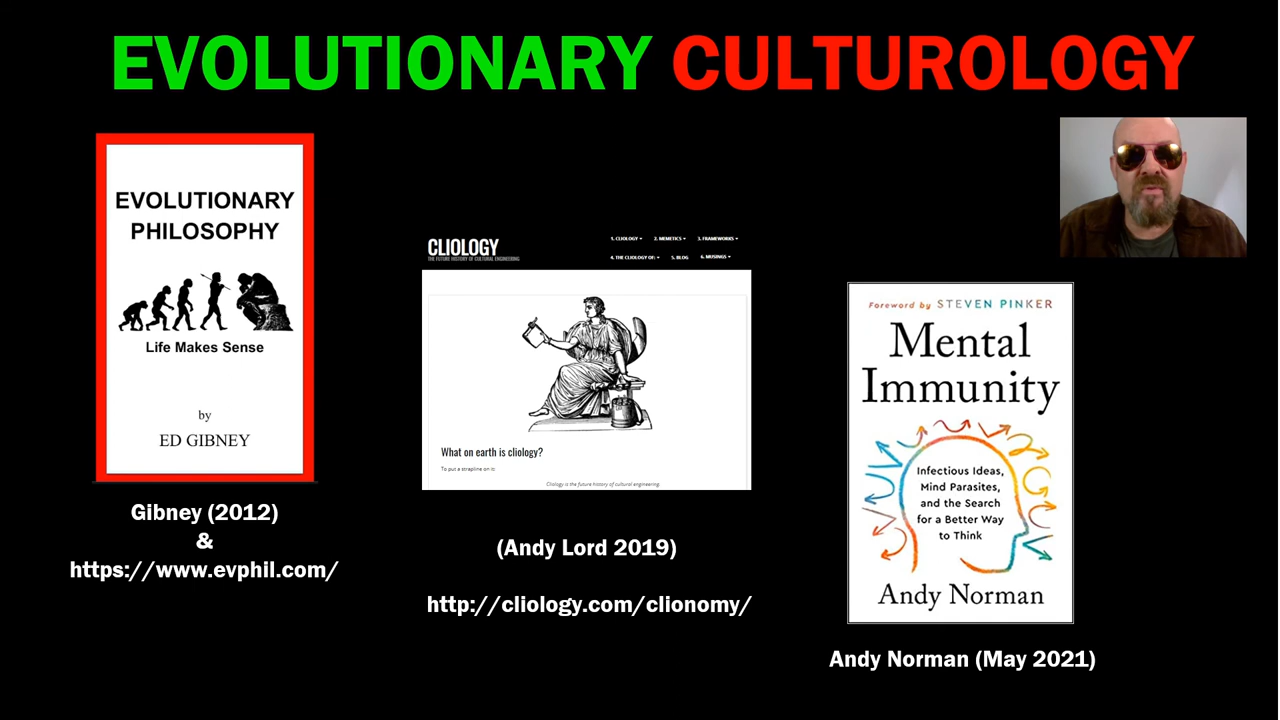 EVOLUTIONARY CULTUROLOGY
EVOLUTIONARY
PHILOSOPHY
Life Makes Sense
by
ED GIBNEY
Gibney (2012)
&
https://www.evphil.com/
CLIOLOGY
THE FUTURE HISTORY OF CULTURAL ENGINEERING
1. CLIOLOGY 2. MEMETICS 3. FRAMEWORKS
4. THE CLIOLOGY OF: 5. BLOG 6. MUSINGS
What on earth is cliology?
To put a strapline on it:
Cliology is the future history of cultural engineering.
(Andy Lord 2019)
http://cliology.com/clionomy/
Foreword by STEVEN PINKER
Mental
Immunity
Infectious Ideas,
Mind Parasites,
and the Search
for a Better Way
to Think
Andy Norman
Andy Norman (May 2021)